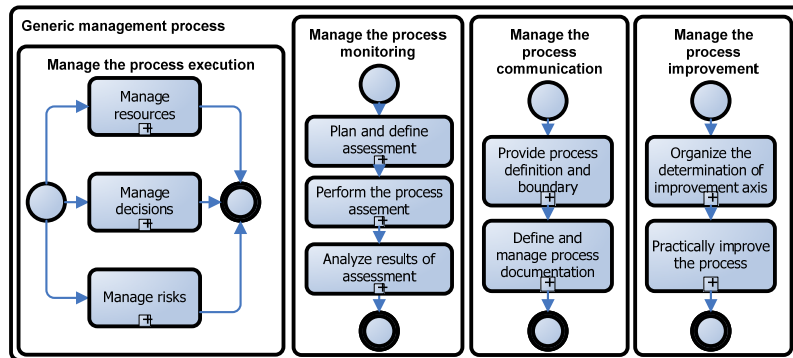 Generic management process
Manage the process execution
Manage
resources
Manage
decisions
Manage risks
Manage the process
monitoring
Plan and define
assessment
Perform the process
assement
Analyze results of
assessment
Manage the
process
communication
Provide process
definition and
boundary
Define and
manage process
documentation
Manage the
process
improvement
Organize the
determination of
improvement axis
Practically improve
the process